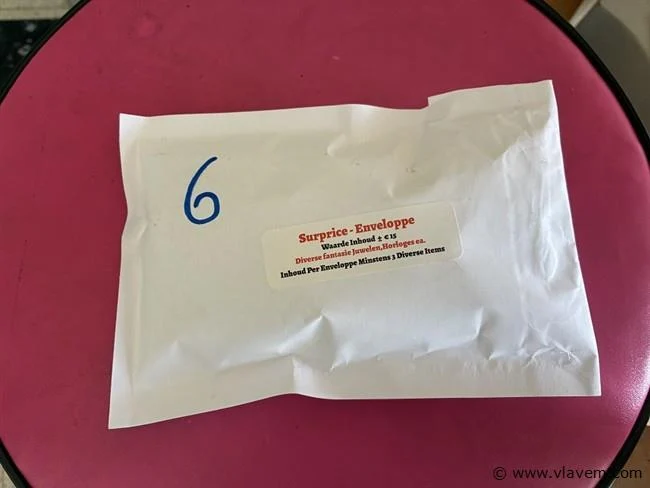 6
Surprice - Enveloppe
Waarde Inhoud ± € 15
Diverse fantasie Juwelen,Horloges ea.
Inhoud Per Enveloppe Minstens 3 Diverse Items
© www.vlavem.com